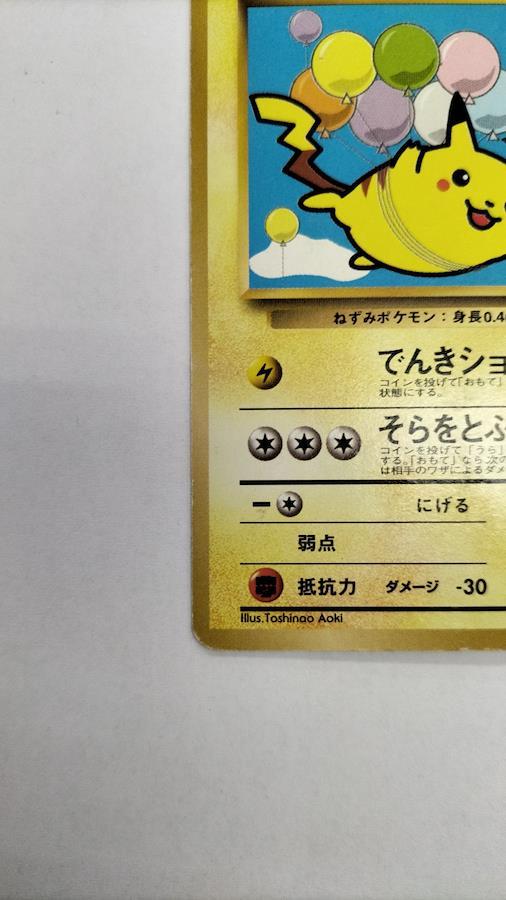 ねずみポケモン：身長0.4
でんきショ
コインを投げて「おもて」
状態にする。
そらをとぶ
コインを投げて「うら」
する。「おもて」なら次の
は相手のワザによるダメ
にげる
弱点
抵抗力 ダメージ -30
Illus.Toshinao Aoki